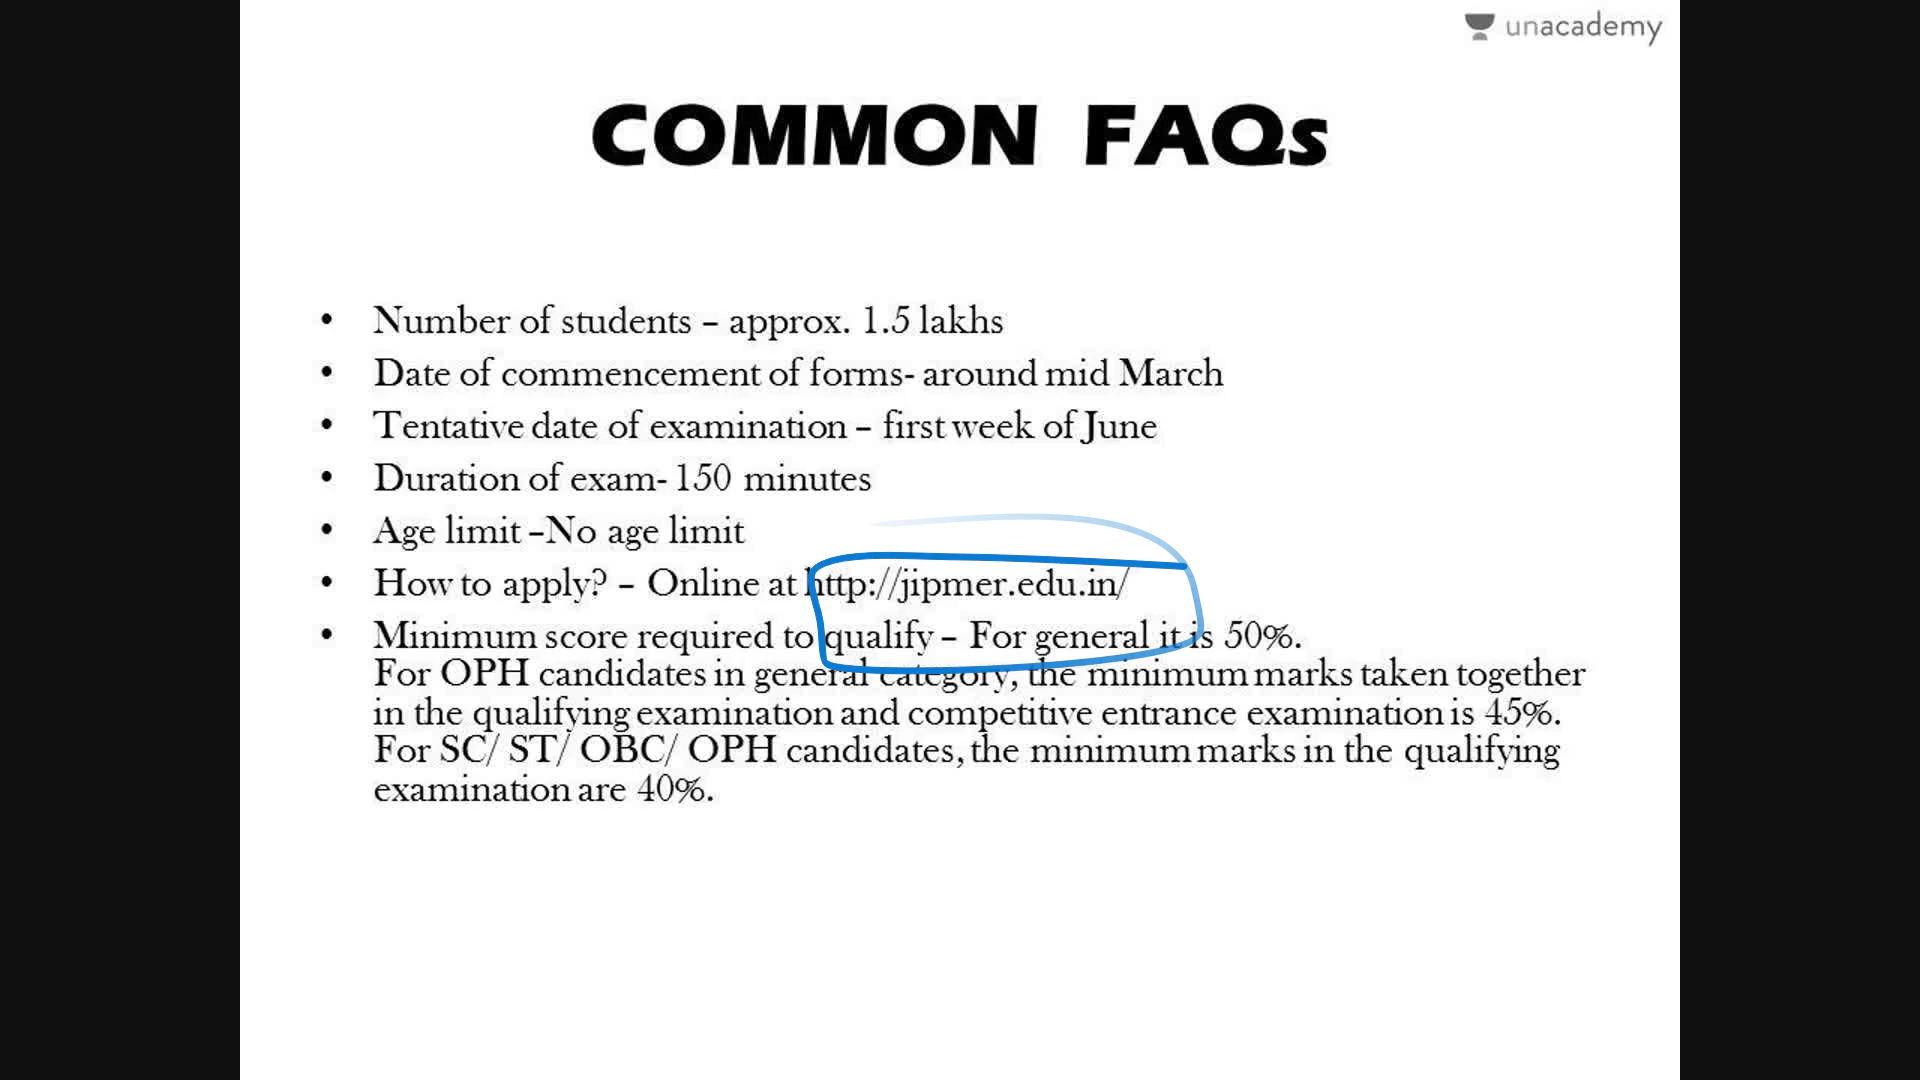 unacademy
COMMON FAQs
• Number of students – approx. 1.5 lakhs
• Date of commencement of forms- around mid March
• Tentative date of examination – first week of June
• Duration of exam- 150 minutes
• Age limit –No age limit
• How to apply? – Online at http://jipmer.edu.in/
• Minimum score required to qualify – For general it is 50%.
For OPH candidates in general category, the minimum marks taken together
in the qualifying examination and competitive entrance examination is 45%.
For SC/ ST/ OBC/ OPH candidates, the minimum marks in the qualifying
examination are 40%.